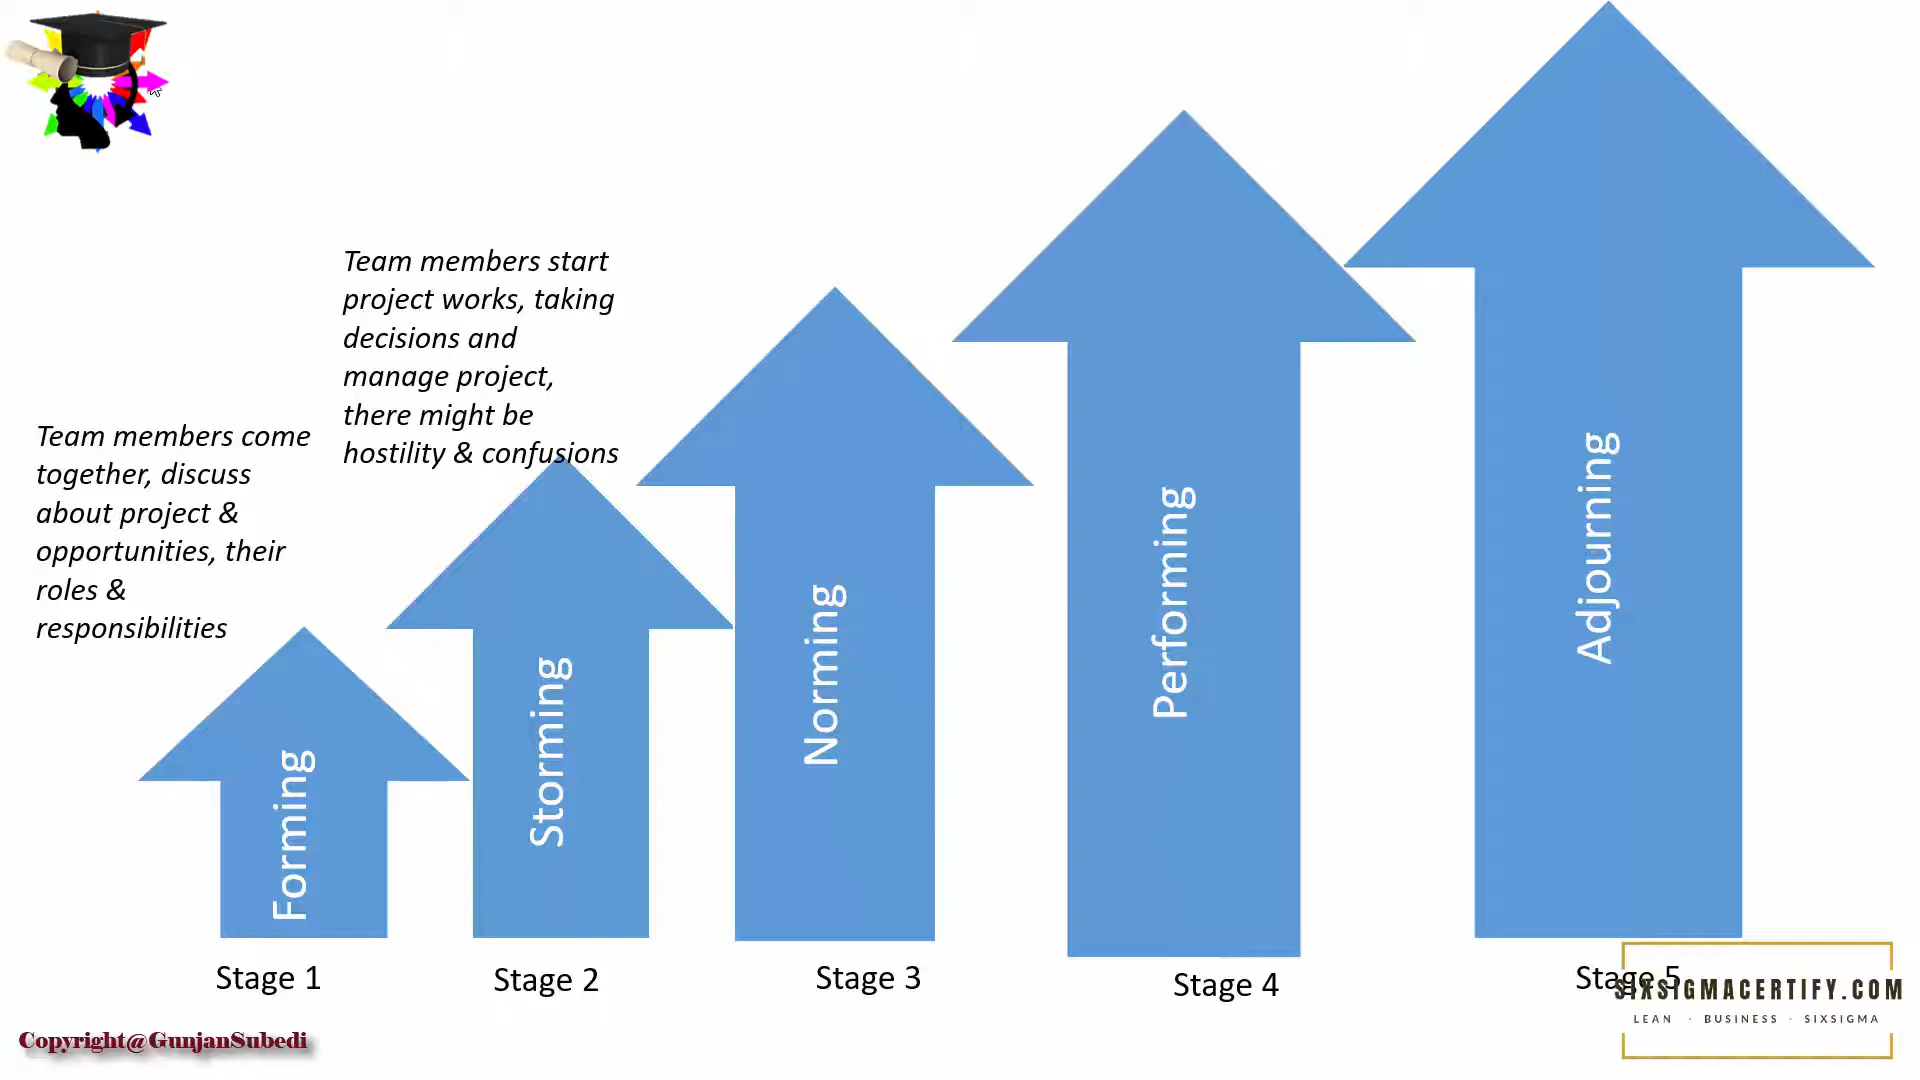 Team members start
project works, taking
decisions and
manage project,
there might be
hostility & confusions
Team members come
together, discuss
about project &
opportunities, their
roles &
responsibilities
Forming
Storming
Norming
Performing
Adjourning
Stage 1
Stage 2
Stage 3
Stage 4
Stage 5
SIXSIGMACERTIFY.COM
LEAN · BUSINESS · SIXSIGMA
Copyright@GunjanSubedi